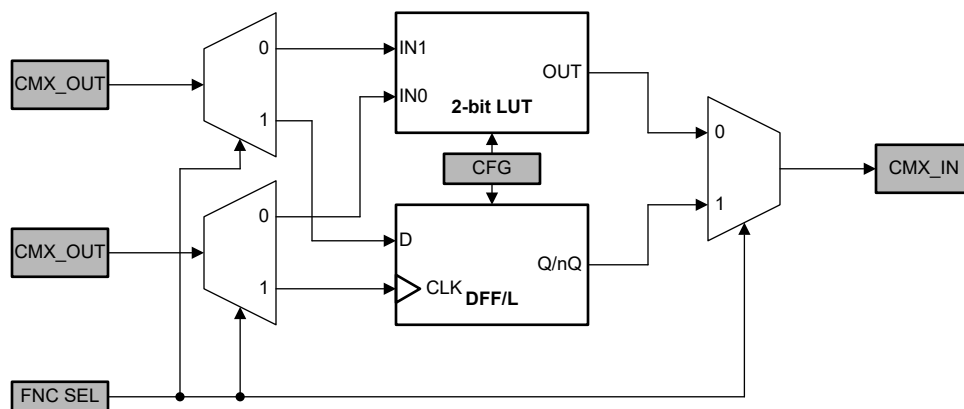 0
IN1
OUT
CMX_OUT
IN0
2-bit LUT
1
0
CFG
CMX_IN
0
D
1
CMX_OUT
Q/nQ
1
CLK
DFF/L
FNC SEL